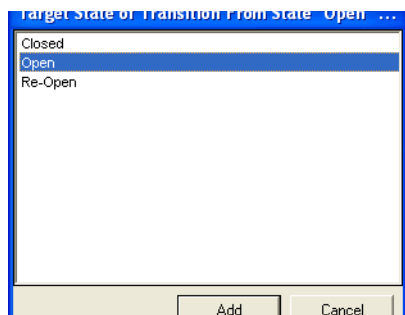 Target State of Transition From State "Open" ...
Closed
Open
Re-Open
Add
Cancel